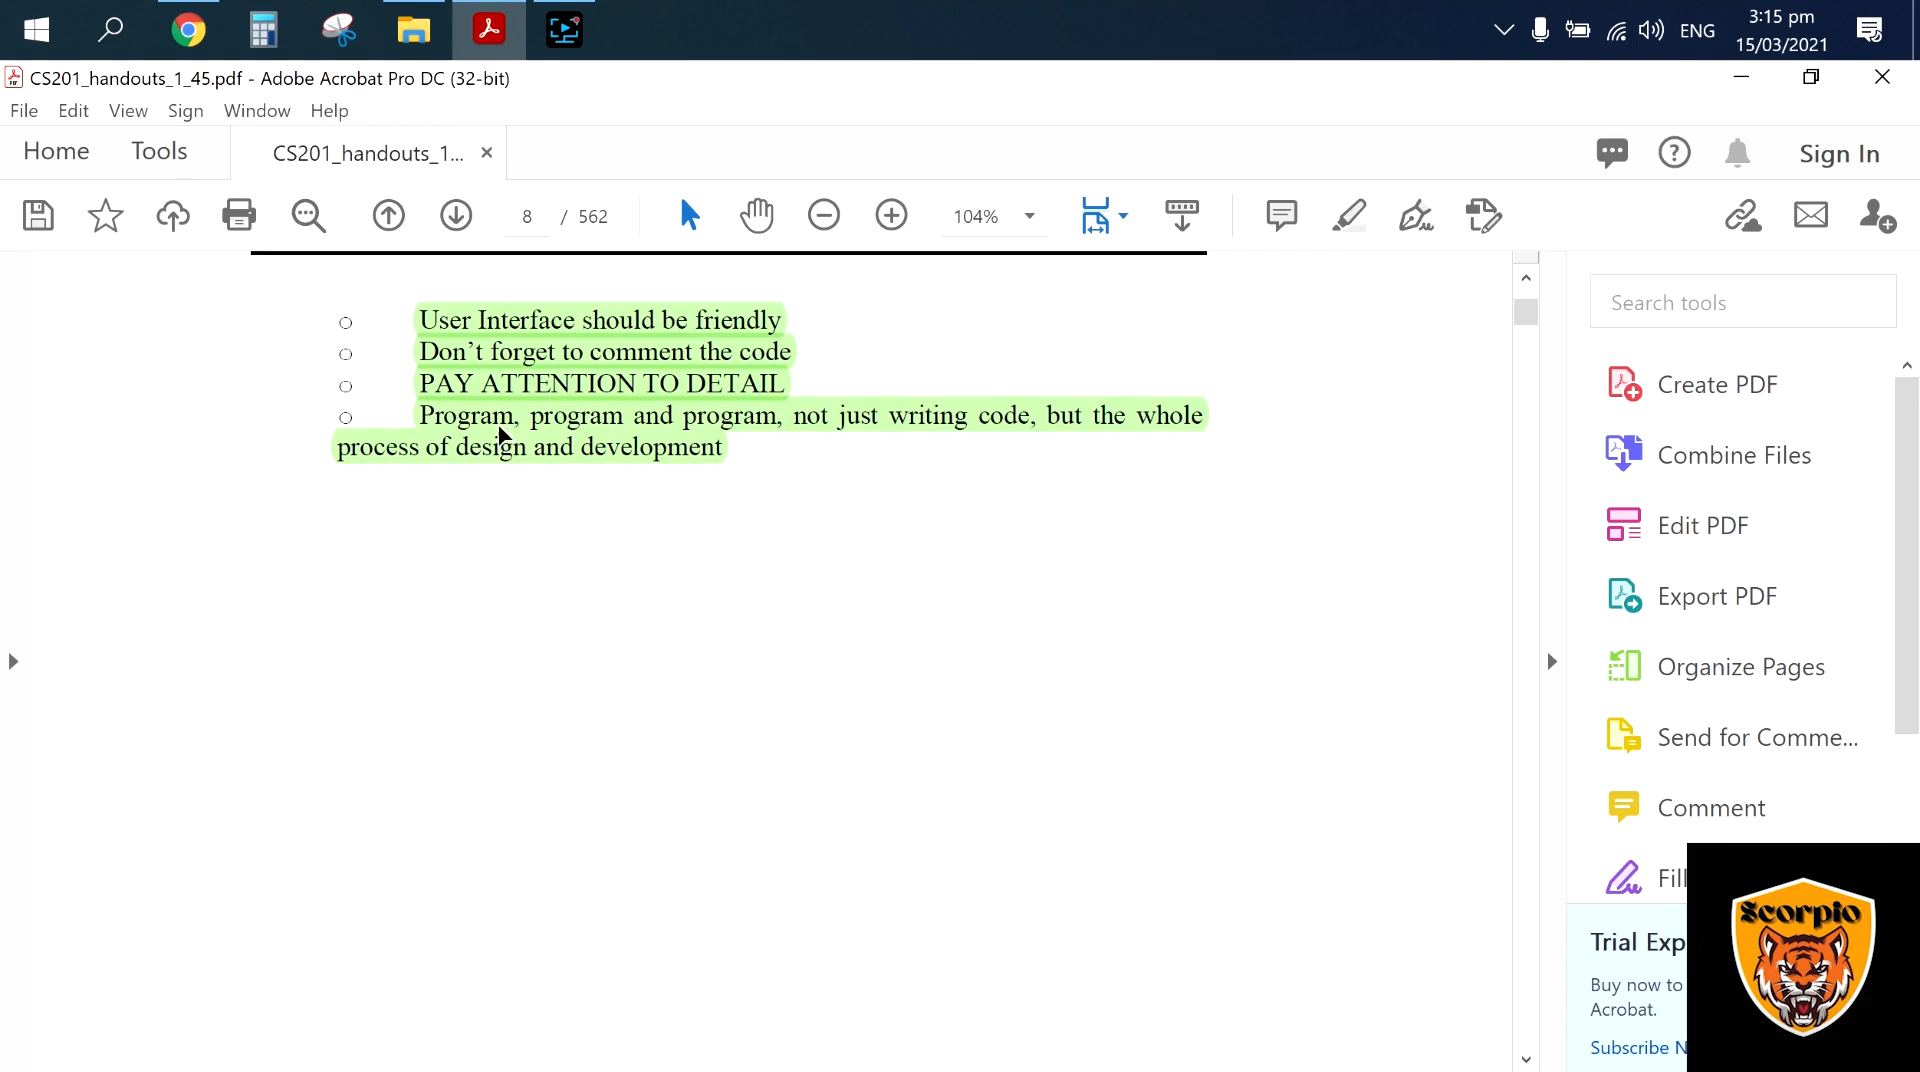 ENG
3:15 pm
15/03/2021
CS201_handouts_1_45.pdf - Adobe Acrobat Pro DC (32-bit)
File Edit View Sign Window Help
Home Tools CS201_handouts_1... × Sign In
8 / 562 104%
User Interface should be friendly
Don’t forget to comment the code
PAY ATTENTION TO DETAIL
Program, program and program, not just writing code, but the whole
process of design and development
Search tools
Create PDF
Combine Files
Edit PDF
Export PDF
Organize Pages
Send for Comme...
Comment
Fill
Trial Exp
Buy now to
Acrobat.
Subscribe N
Scorpio